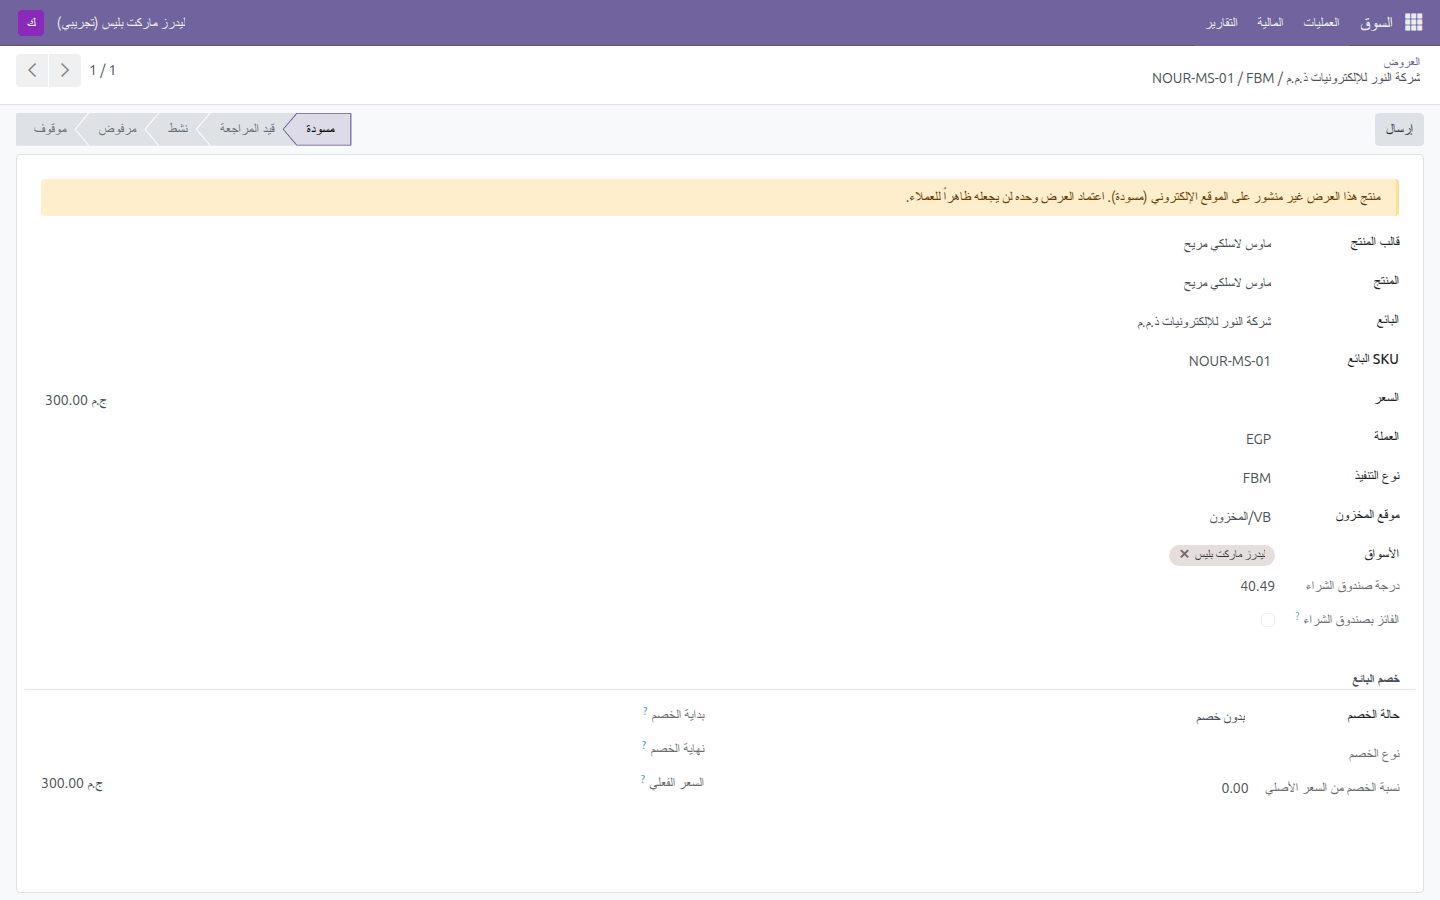 السوق
العمليات
المالية
التقارير
ليدرز ماركت بليس (تجريبي)
ك
العروض
شركة النور للإلكترونيات ذ.م.م / NOUR-MS-01 / FBM
1 / 1
إرسال
مسودة
قيد المراجعة
نشط
مرفوض
موقوف
منتج هذا العرض غير منشور على الموقع الإلكتروني (مسودة). اعتماد العرض وحده لن يجعله ظاهراً للعملاء.
قالب المنتج
ماوس لاسلكي مريح
المنتج
ماوس لاسلكي مريح
البائع
شركة النور للإلكترونيات ذ.م.م
SKU البائع
NOUR-MS-01
السعر
300.00 ج.م
العملة
EGP
نوع التنفيذ
FBM
موقع المخزون
VB/المخزون
الأسواق
ليدرز ماركت بليس ✕
درجة صندوق الشراء
40.49
الفائز بصندوق الشراء ?
خصم البائع
حالة الخصم
بدون خصم
نوع الخصم
نسبة الخصم من السعر الأصلي
0.00
بداية الخصم ?
نهاية الخصم ?
السعر الفعلي ?
300.00 ج.م